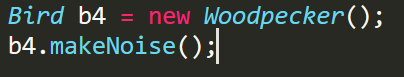 Bird b4 = new Woodpecker();
b4.makeNoise();